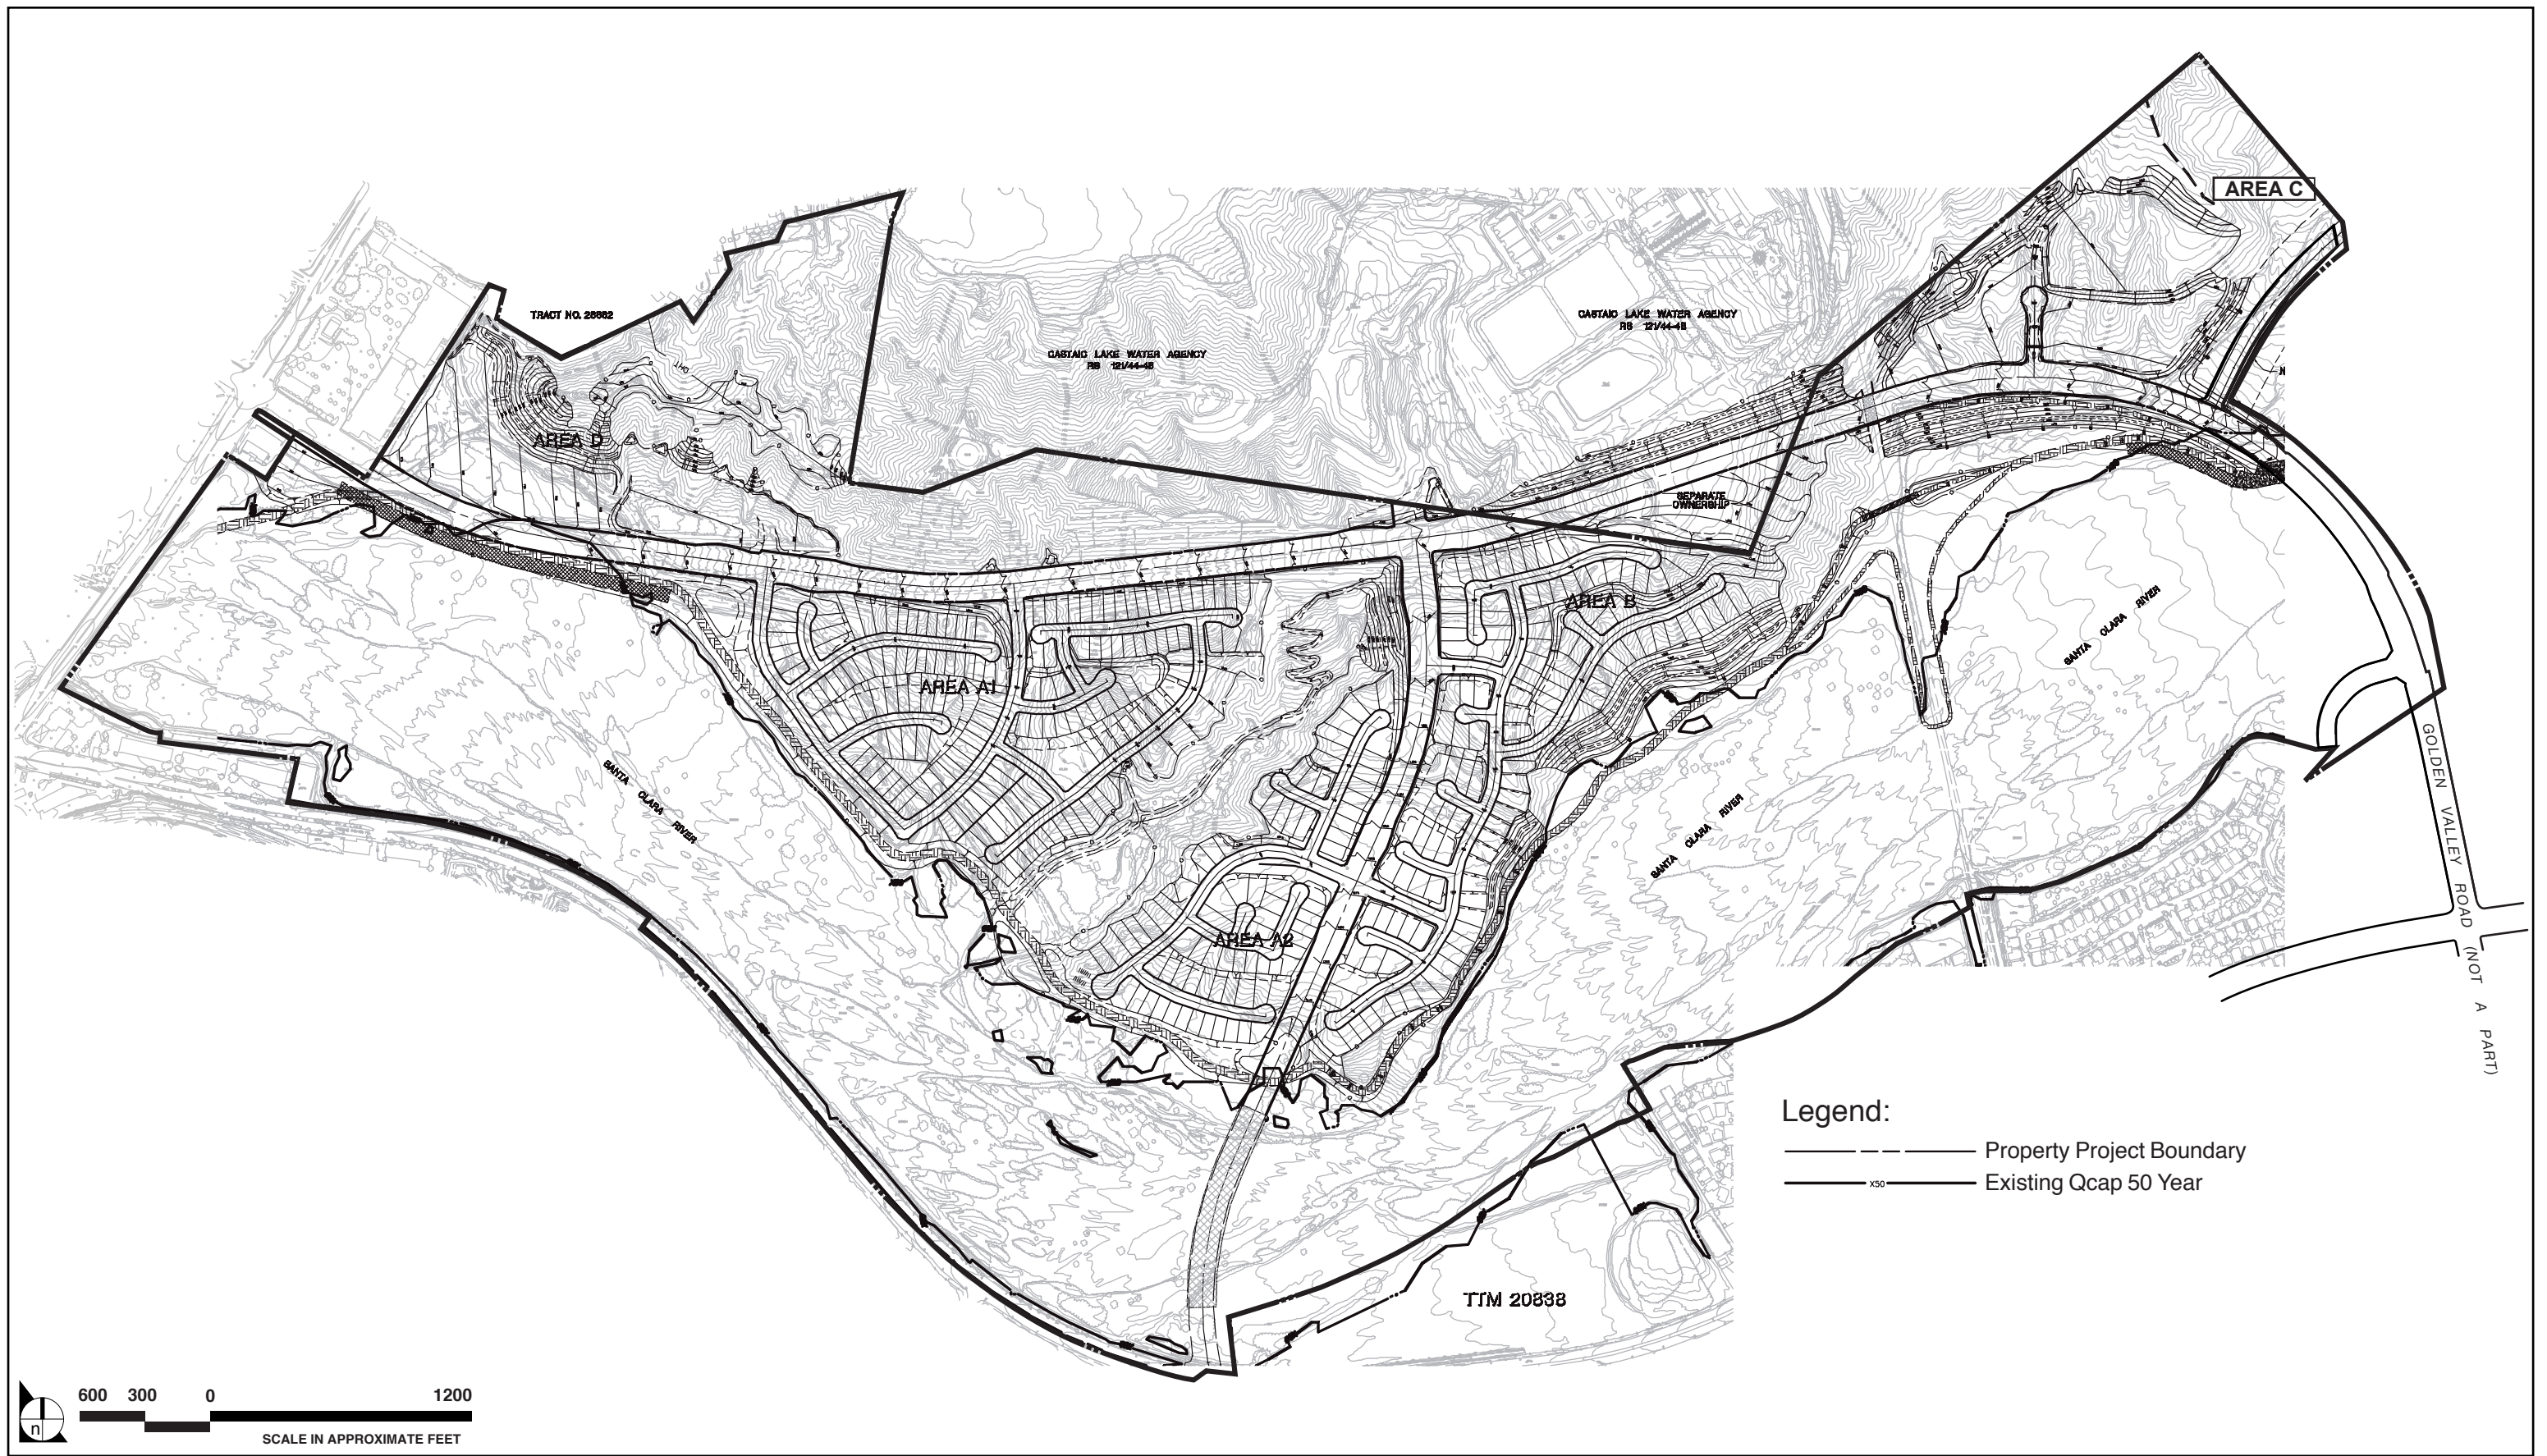 AREA C
TRACT NO. 26662
CASTAIC LAKE WATER AGENCY
RS 121/44-45
CASTAIC LAKE WATER AGENCY
RS 121/44-45
AREA D
SEPARATE
OWNERSHIP
AREA B
SANTA CLARA RIVER
AREA A1
SANTA CLARA RIVER
SANTA CLARA RIVER
GOLDEN VALLEY ROAD (NOT A PART)
AREA A2
Legend:
Property Project Boundary
X50
Existing Qcap 50 Year
TTM 20838
n
600 300 0 1200
SCALE IN APPROXIMATE FEET